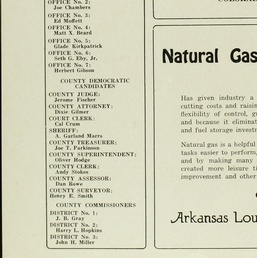 OFFICE No. 2:
Joe Chambers
OFFICE No. 3:
Ed Moffett
OFFICE No. 4:
Matt X. Beard
OFFICE No. 5:
Glade Kirkpatrick
OFFICE No. 6:
Seth G. Eby, Jr.
OFFICE No. 7:
Herbert Gibson
COUNTY DEMOCRATIC
CANDIDATES
COUNTY JUDGE:
Jerome Fischer
COUNTY ATTORNEY:
Dixie Gilmer
COURT CLERK:
Cal Crum
SHERIFF:
A. Garland Marrs
COUNTY TREASURER:
Joe T. Parkinson
COUNTY SUPERINTENDENT:
Oliver Hodge
COUNTY CLERK:
Andy Stokes
COUNTY ASSESSOR:
Dan Howe
COUNTY SURVEYOR:
Henry E. Smith
COUNTY COMMISSIONERS
DISTRICT No. 1:
J. B. Gray
DISTRICT No. 2:
Harry L. Hopkins
DISTRICT No. 3:
John H. Miller
Natural Gas
Has given industry a
cutting costs and raisin
flexibility of control, g
and because it eliminat
and fuel storage invest
Natural gas is a helpful
tasks easier to perform,
and by making many
created more leisure ti
improvement and other
Arkansas Lou